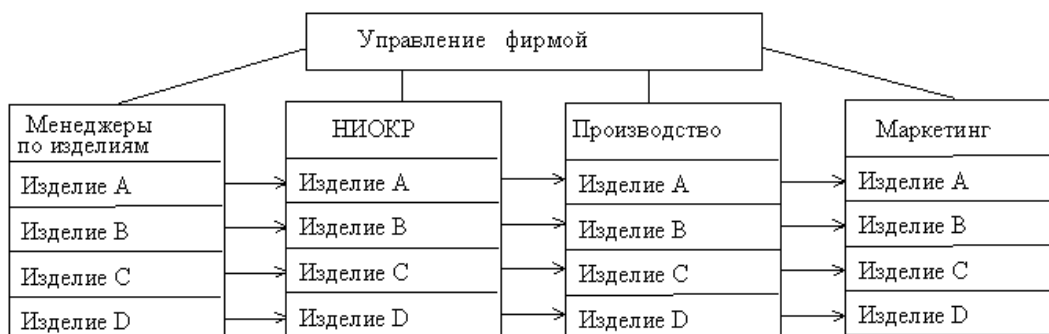 Управление фирмой
Менеджеры
по изделиям
НИОКР
Производство
Маркетинг
Изделие A
Изделие A
Изделие A
Изделие A
Изделие B
Изделие B
Изделие B
Изделие B
Изделие C
Изделие C
Изделие C
Изделие C
Изделие D
Изделие D
Изделие D
Изделие D